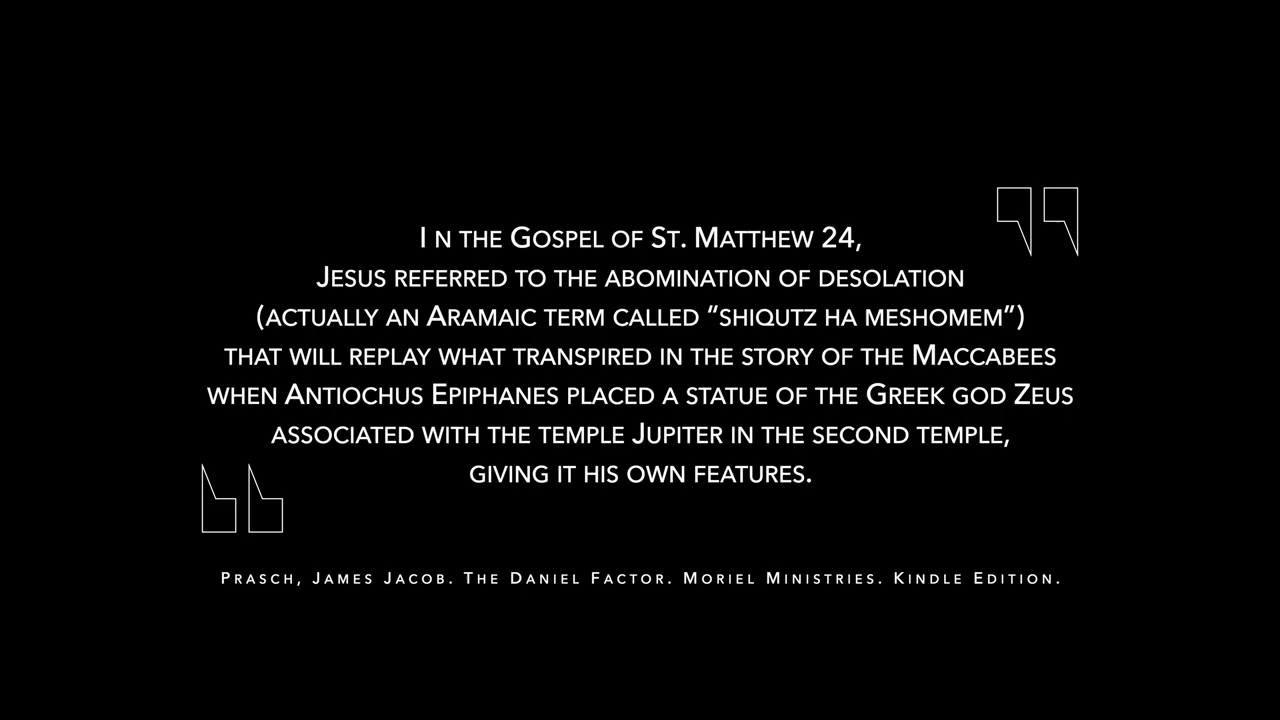 I N THE GOSPEL OF ST. MATTHEW 24,
JESUS REFERRED TO THE ABOMINATION OF DESOLATION
(ACTUALLY AN ARAMAIC TERM CALLED “SHIQUTZ HA MESHOMEM”)
THAT WILL REPLAY WHAT TRANSPIRED IN THE STORY OF THE MACCABEES
WHEN ANTIOCHUS EPIPHANES PLACED A STATUE OF THE GREEK GOD ZEUS
ASSOCIATED WITH THE TEMPLE JUPITER IN THE SECOND TEMPLE,
GIVING IT HIS OWN FEATURES.
PRASCH, JAMES JACOB. THE DANIEL FACTOR. MORIEL MINISTRIES. KINDLE EDITION.